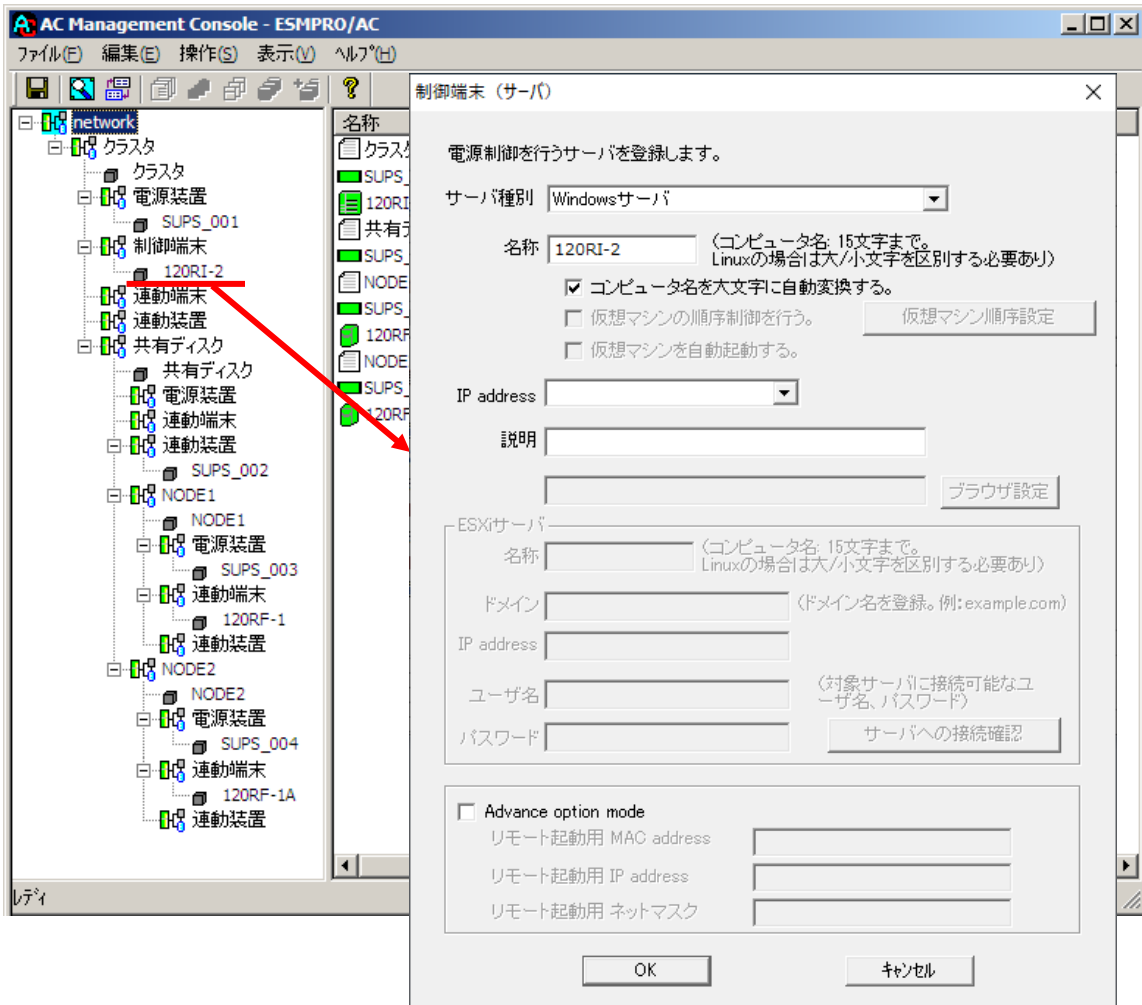 AC Management Console - ESMPRO/AC
ファイル(F) 編集(E) 操作(S) 表示(V) ヘルプ(H)
network
クラスタ
クラスタ
電源装置
SUPS_001
制御端末
120RI-2
連動端末
連動装置
共有ディスク
共有ディスク
電源装置
連動端末
連動装置
SUPS_002
NODE1
NODE1
電源装置
SUPS_003
連動端末
120RF-1
連動装置
NODE2
NODE2
電源装置
SUPS_004
連動端末
120RF-1A
連動装置
レディ
名称
クラスタ
SUPS_
120RI
共有
SUPS_
NODE
SUPS_
120RF
NODE
SUPS_
120RF
制御端末（サーバ）
電源制御を行うサーバを登録します。
サーバ種別 Windowsサーバ
名称 120RI-2 (コンピュータ名: 15文字まで。
Linuxの場合は大/小文字を区別する必要あり)
コンピュータ名を大文字に自動変換する。
仮想マシンの順序制御を行う。 仮想マシン順序設定
仮想マシンを自動起動する。
IP address
説明
ブラウザ設定
ESXiサーバ
名称 (コンピュータ名: 15文字まで。
Linuxの場合は大/小文字を区別する必要あり)
ドメイン (ドメイン名を登録。例:example.com)
IP address
ユーザ名 (対象サーバに接続可能なユ
ーザ名、パスワード)
パスワード サーバへの接続確認
Advance option mode
リモート起動用 MAC address
リモート起動用 IP address
リモート起動用 ネットマスク
OK キャンセル